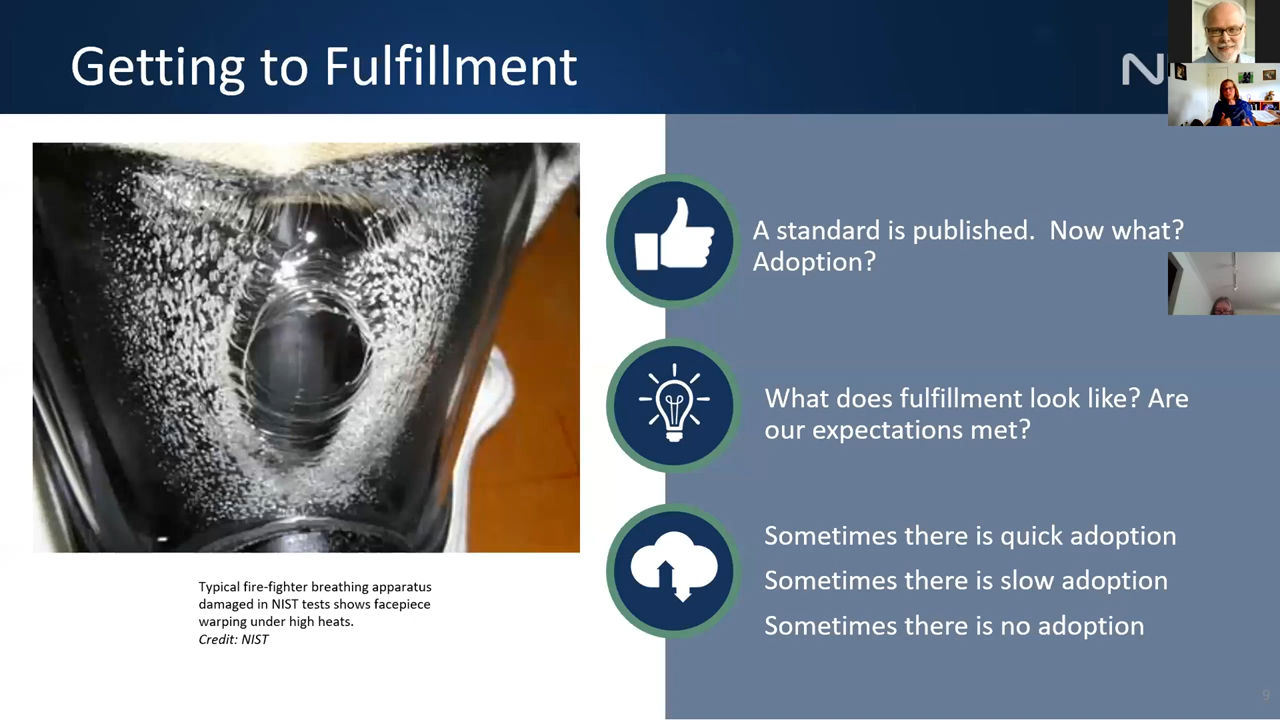 Getting to Fulfillment
A standard is published.  Now what?
Adoption?
What does fulfillment look like? Are
our expectations met?
Sometimes there is quick adoption
Sometimes there is slow adoption
Sometimes there is no adoption
Typical fire-fighter breathing apparatus
damaged in NIST tests shows facepiece
warping under high heats.
Credit: NIST
9